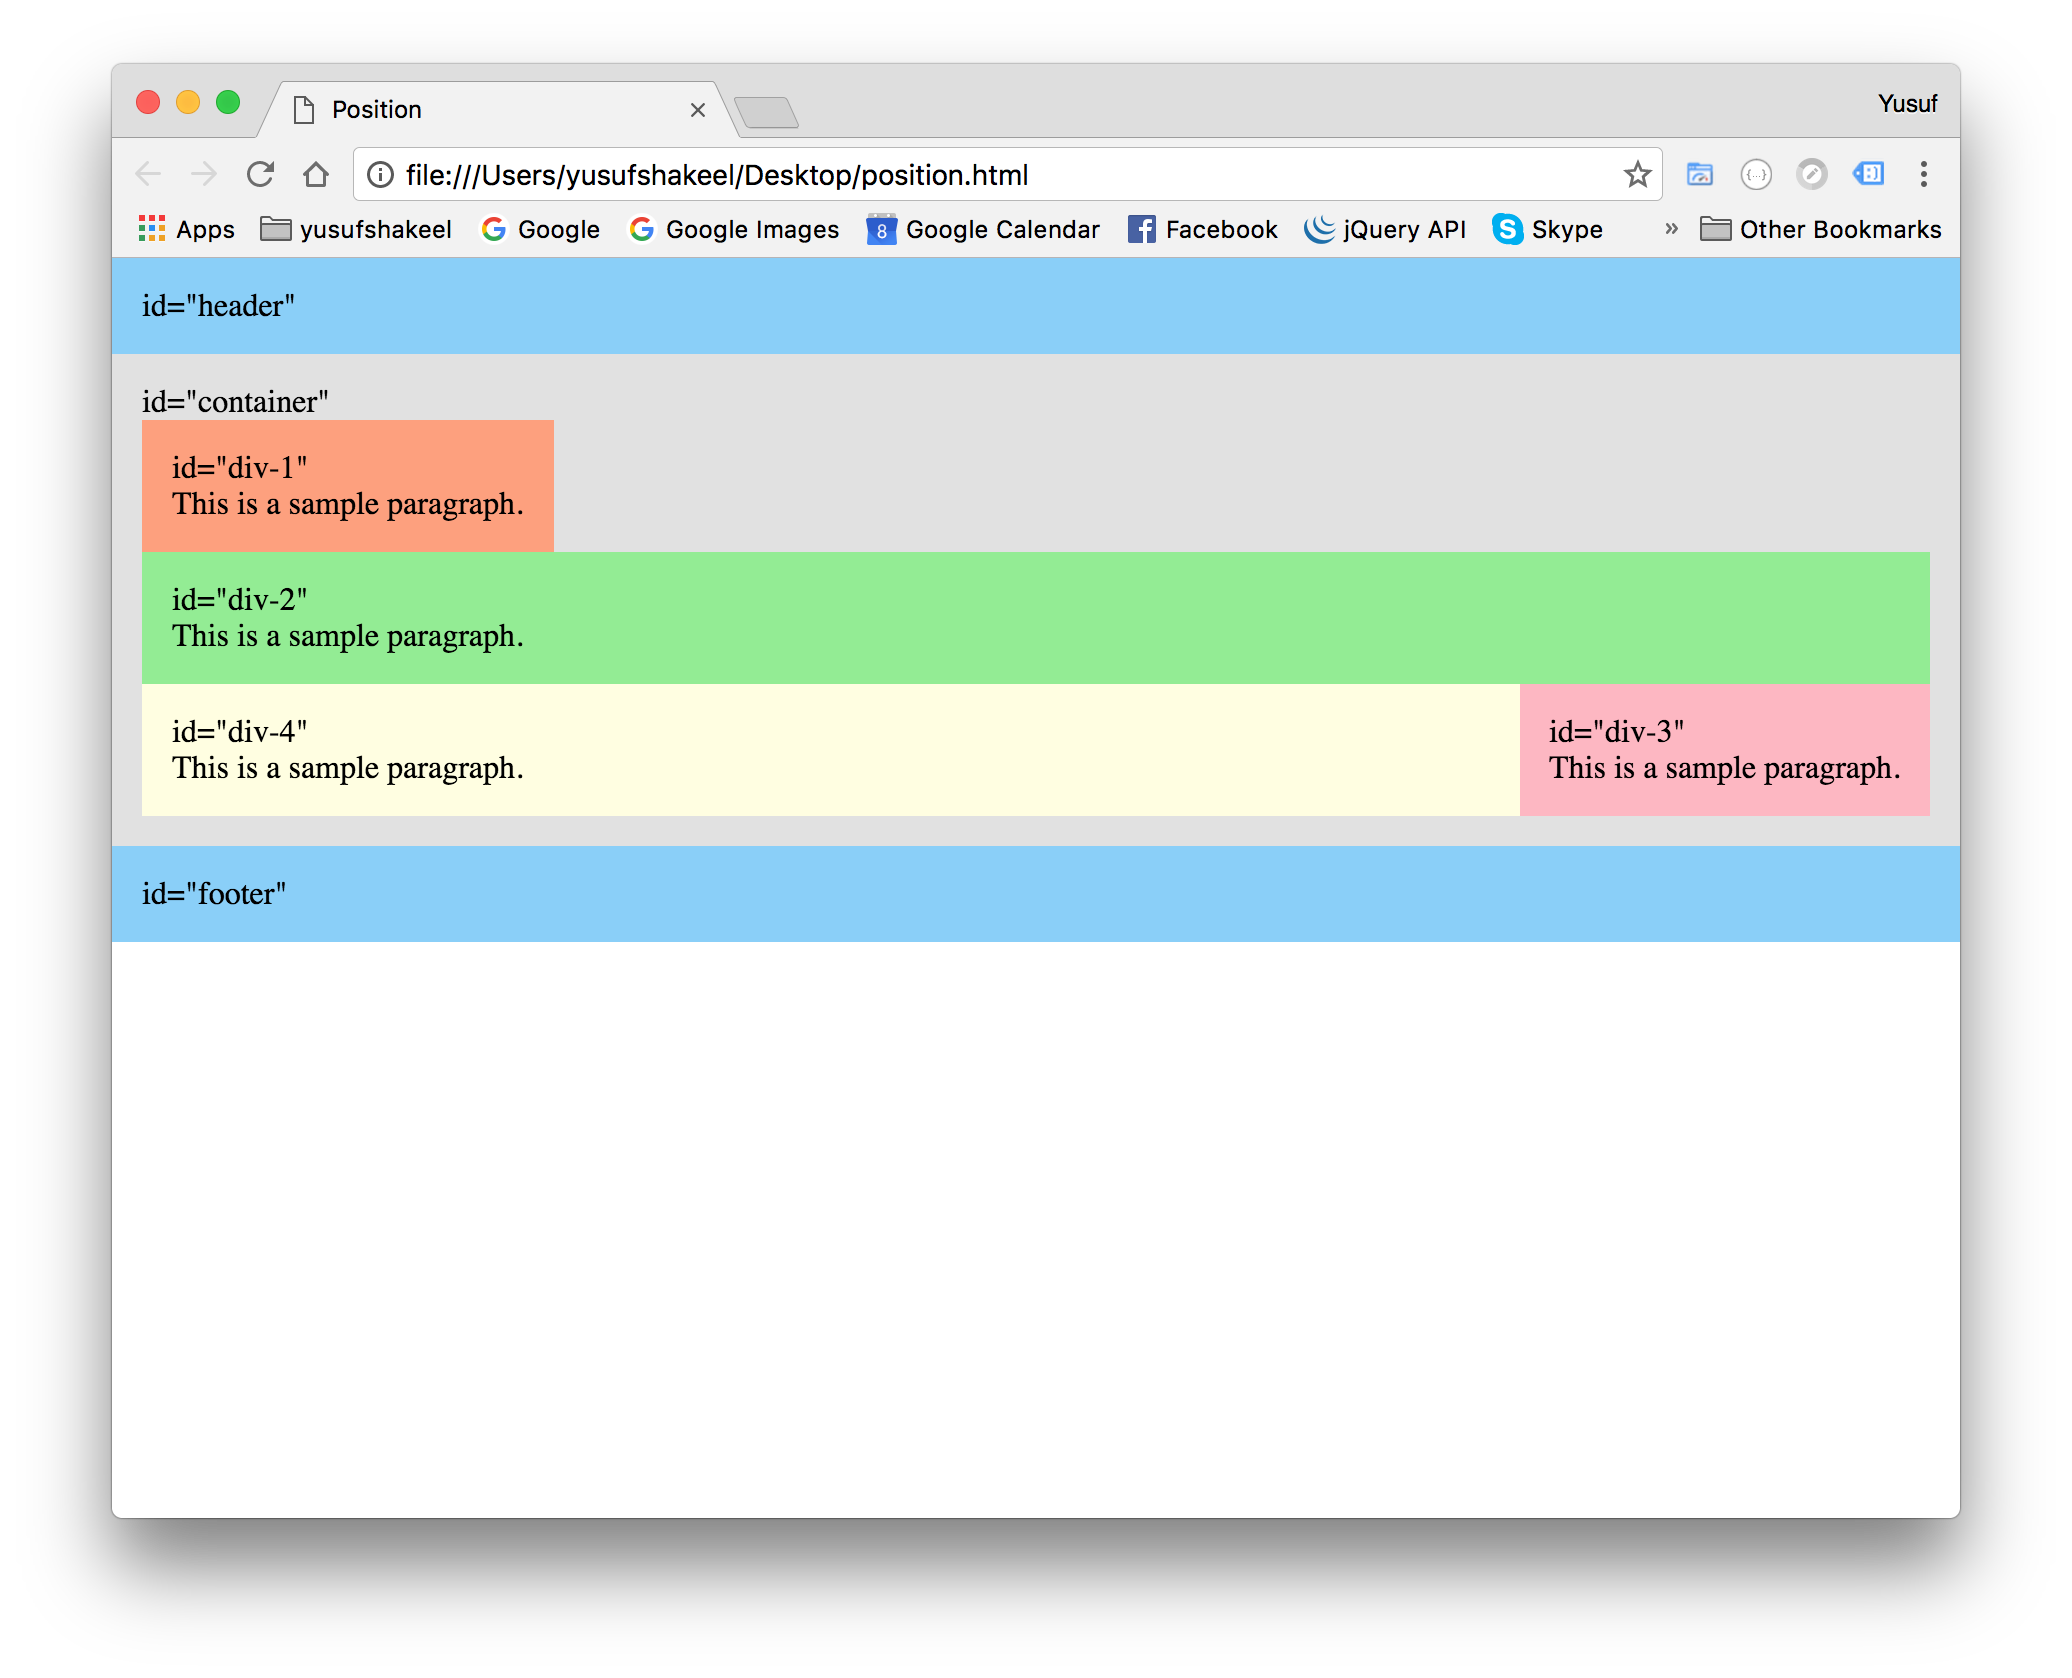 Position
Yusuf
file:///Users/yusufshakeel/Desktop/position.html
Apps yusufshakeel Google Google Images 8 Google Calendar Facebook jQuery API Skype » Other Bookmarks
id="header"
id="container"
id="div-1"
This is a sample paragraph.
id="div-2"
This is a sample paragraph.
id="div-4"
This is a sample paragraph.
id="div-3"
This is a sample paragraph.
id="footer"